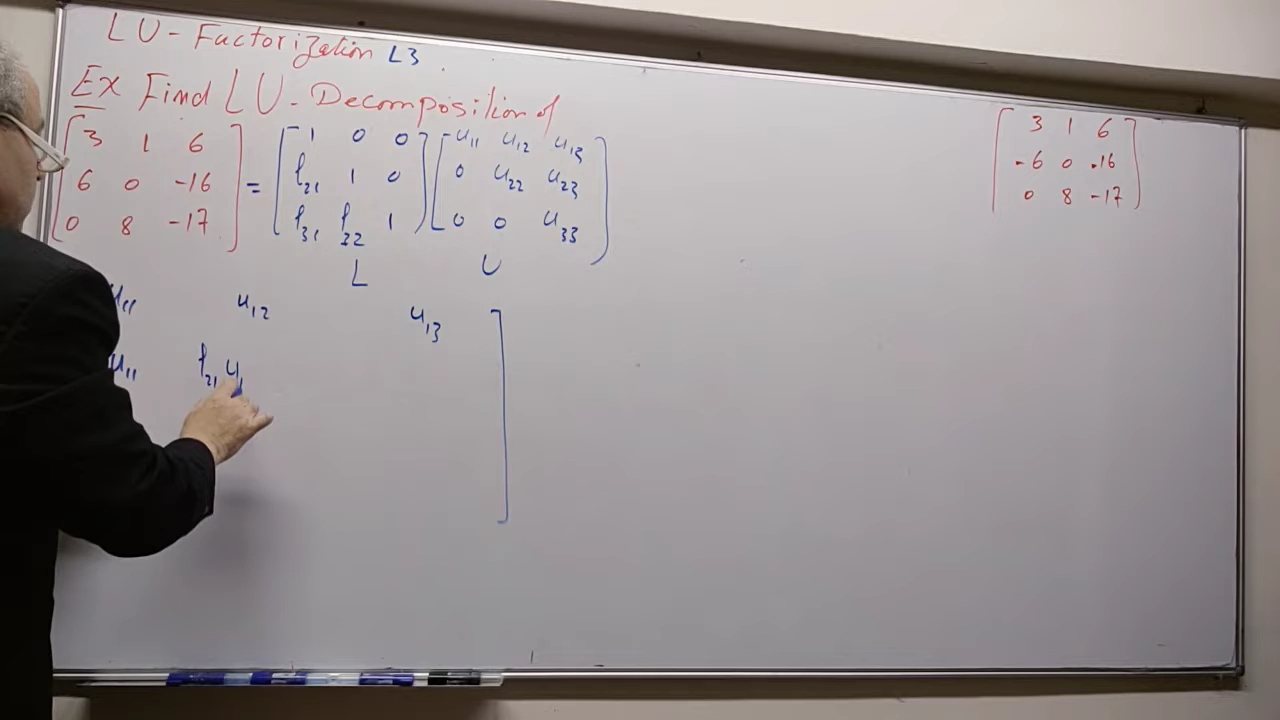 LU-Factorization L3
Ex Find LU-Decomposition of
3 1 6
6 0 -16
0 8 -17
=
1 0 0
l21 1 0
l31 l32 1
L
u11 u12 u13
0 u22 u23
0 0 u33
U
u11 u12 u13
u11 l21 u1
3 1 6
-6 0 -16
0 8 -17